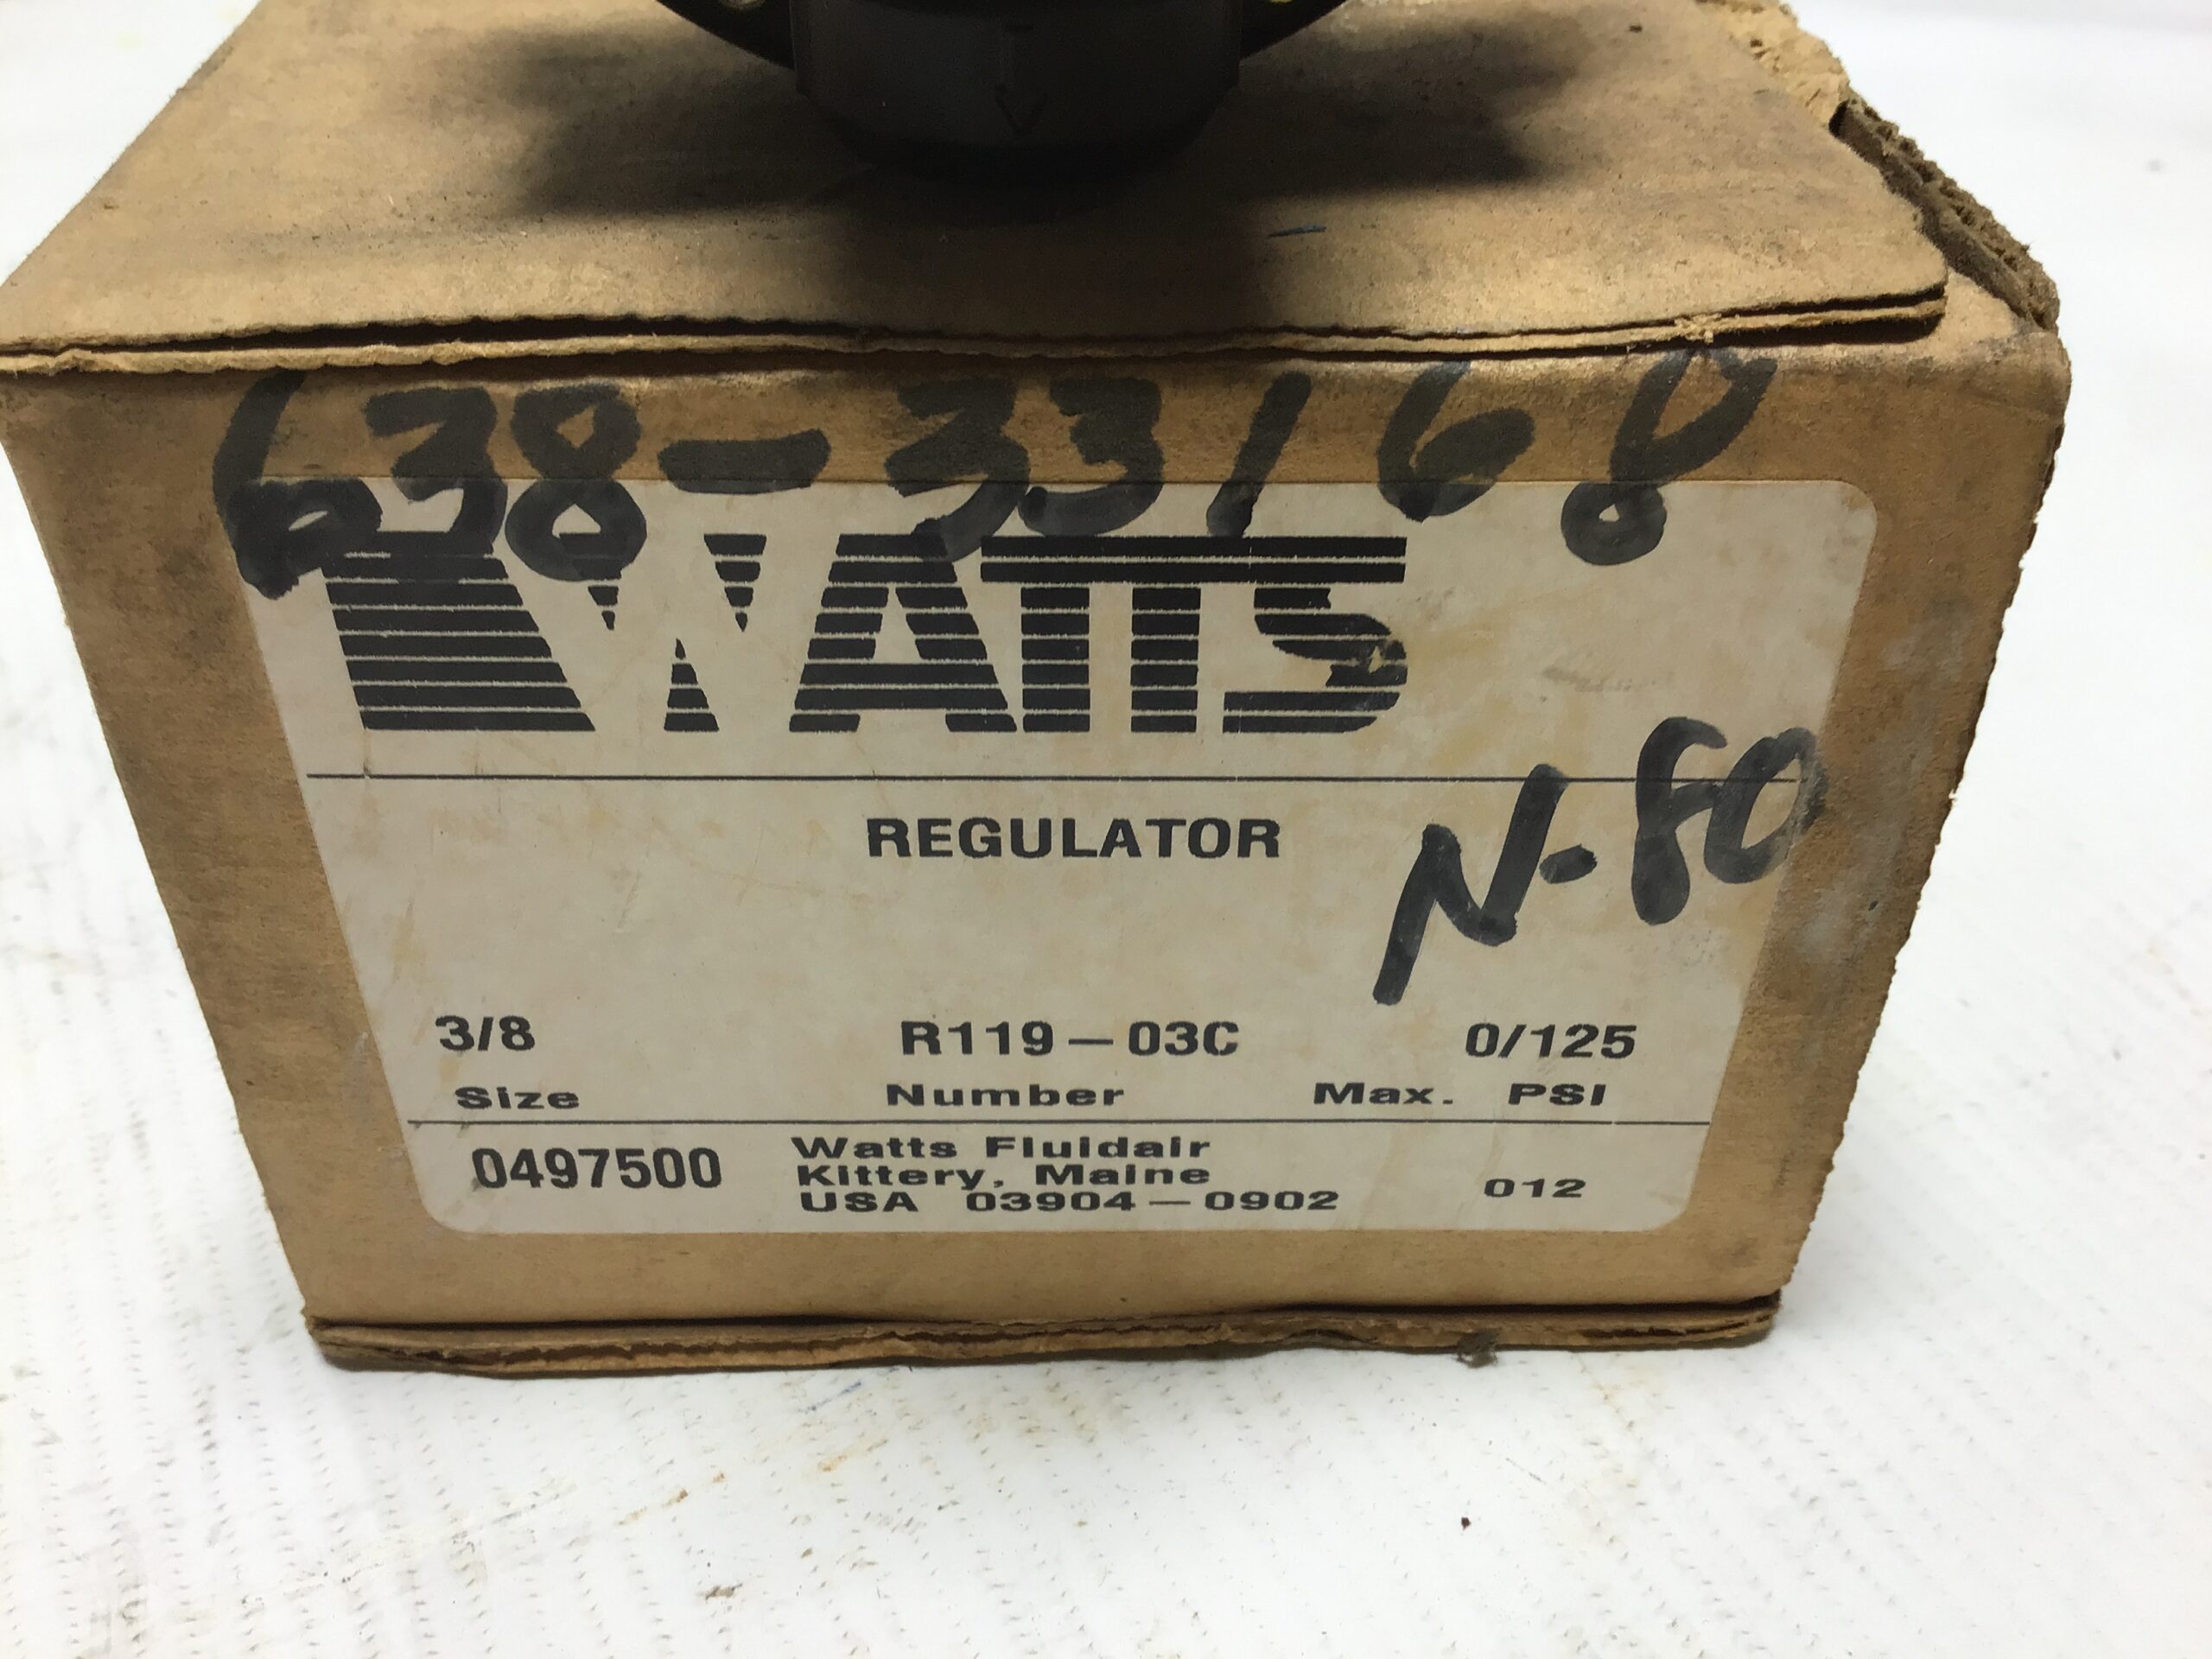 638-33168
WATTS
REGULATOR
N-80
3/8 R119-03C 0/125
Size Number Max. PSI
0497500
Watts Fluidair
Kittery, Maine
USA 03904-0902
012